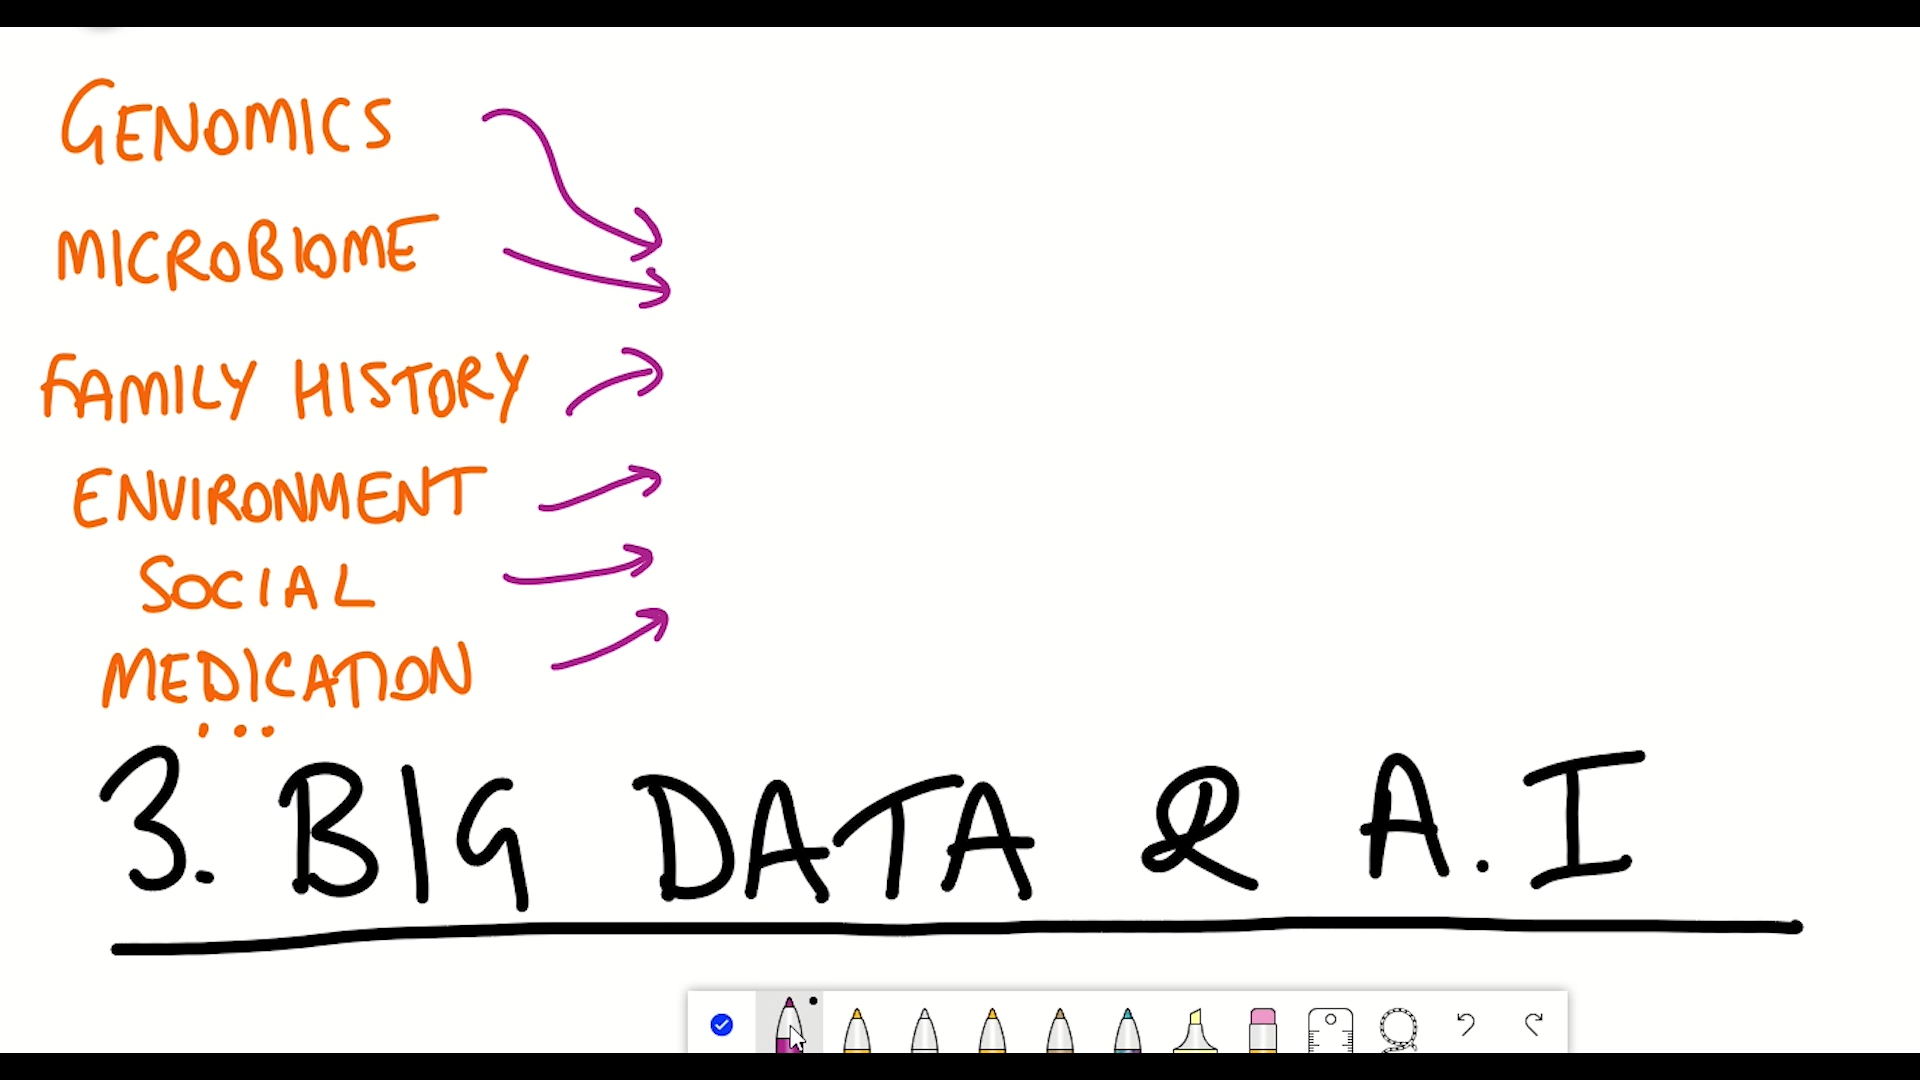 GENOMICS
MICROBIOME
FAMILY HISTORY
ENVIRONMENT
SOCIAL
MEDICATION
...
3. BIG DATA & A.I